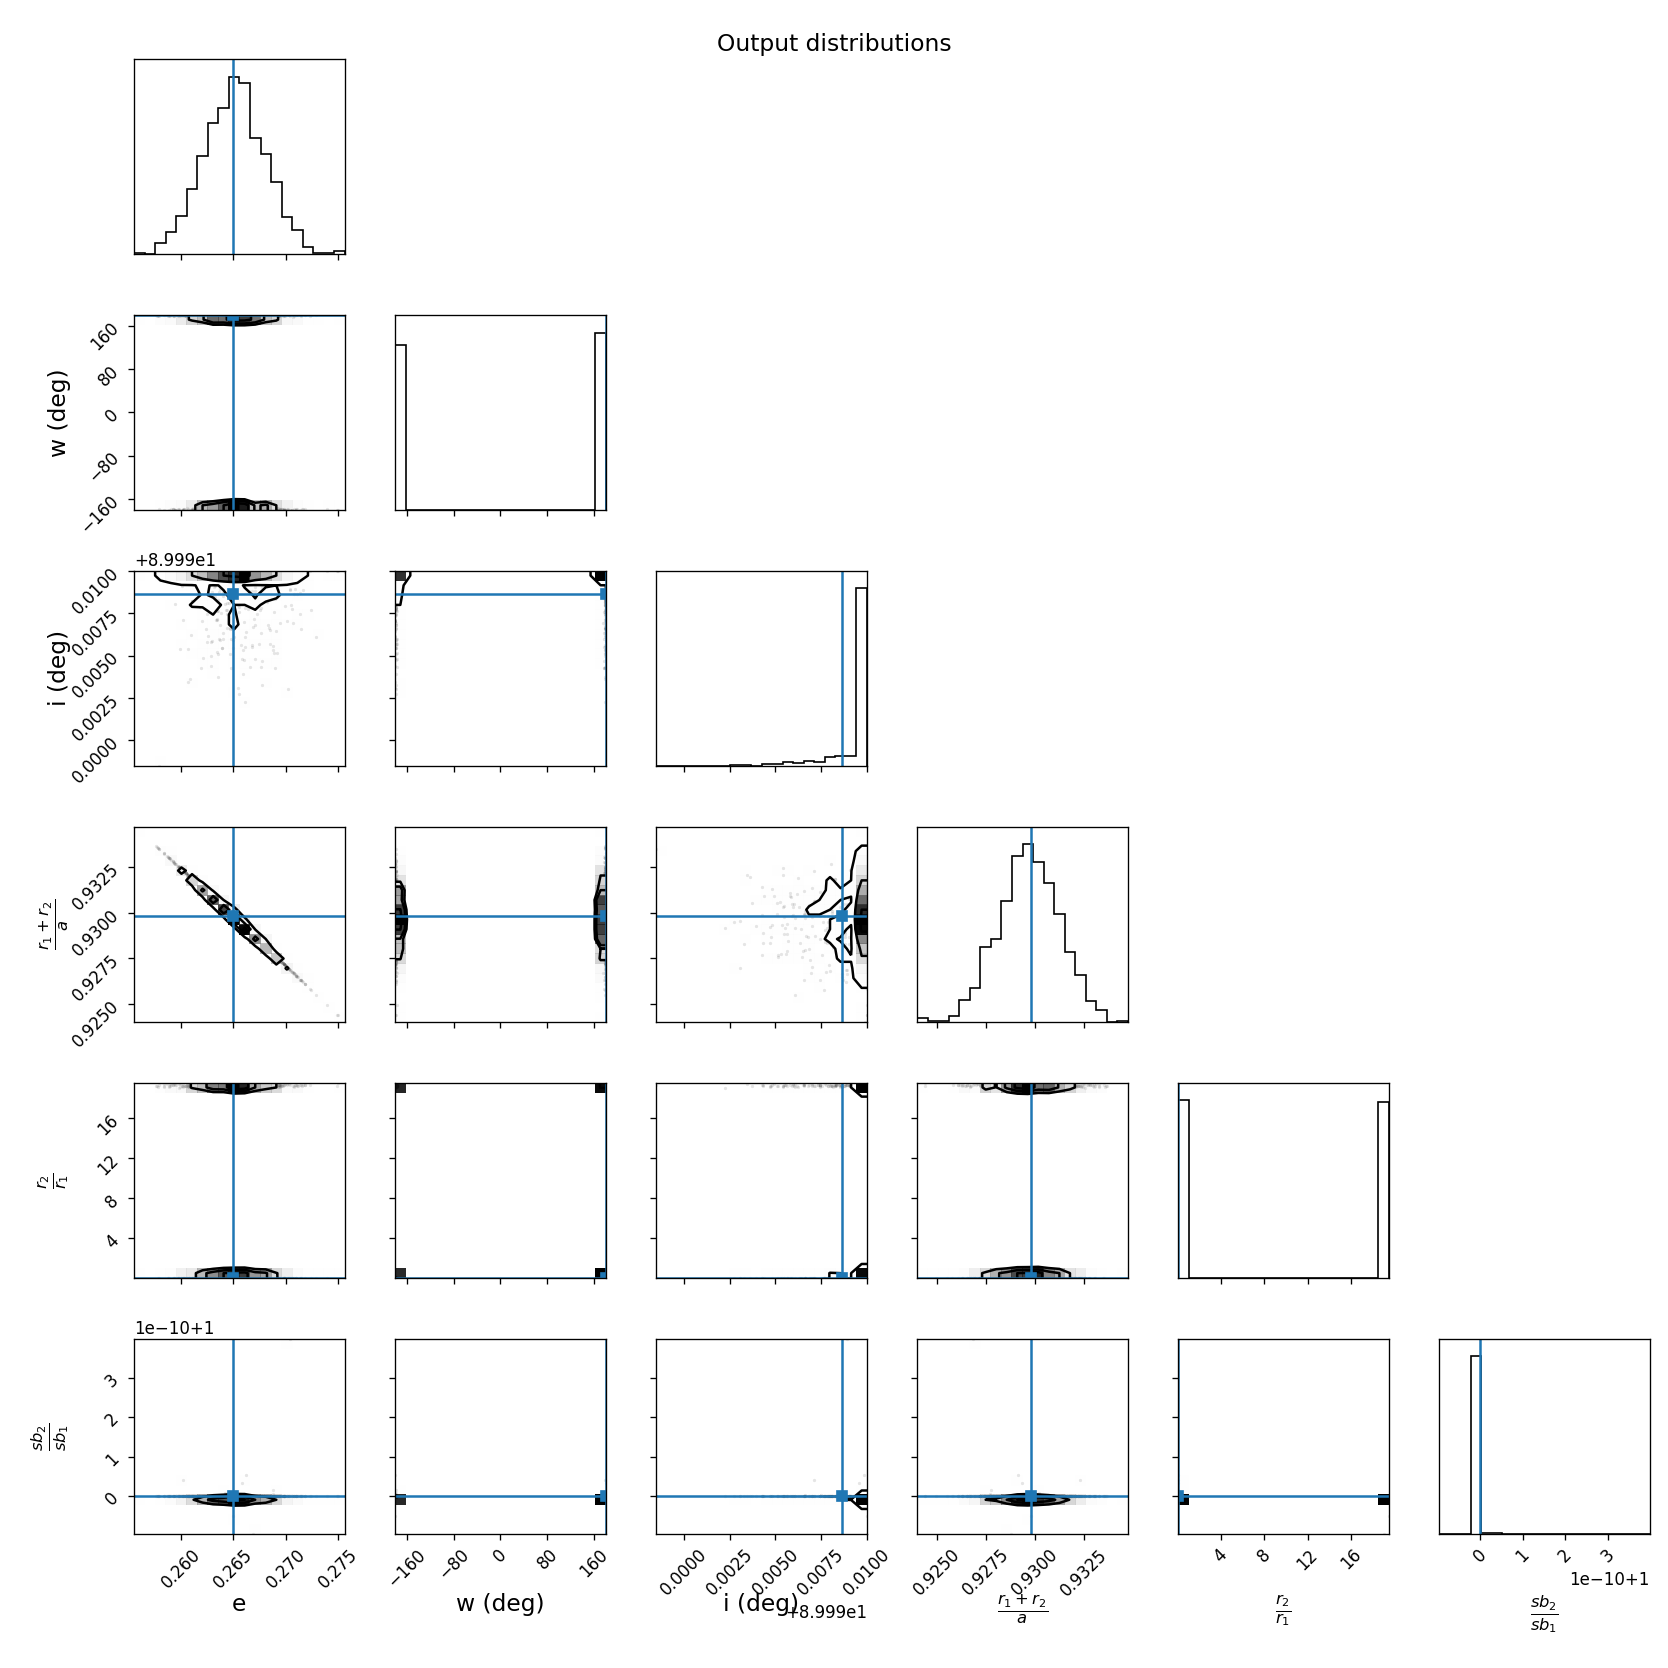 Output distributions
160
80
0
−80
−160
w (deg)
+8.999e1
0.0100
0.0075
0.0050
0.0025
0.0000
i (deg)
0.9325
0.9300
0.9275
0.9250
r₁ + r₂
a
16
12
8
4
r₂
r₁
1e−10+1
3
2
1
0
sb₂
sb₁
0.260 0.265 0.270 0.275 −160 −80 0 80 160 0.0000 0.0025 0.0050 0.0075 0.0100 0.9250 0.9275 0.9300 0.9325 4 8 12 16 0 1 2 3
1e−10+1
e w (deg) i (deg) +8.999e1
r₁ + r₂ r₂ sb₂
a r₁ sb₁